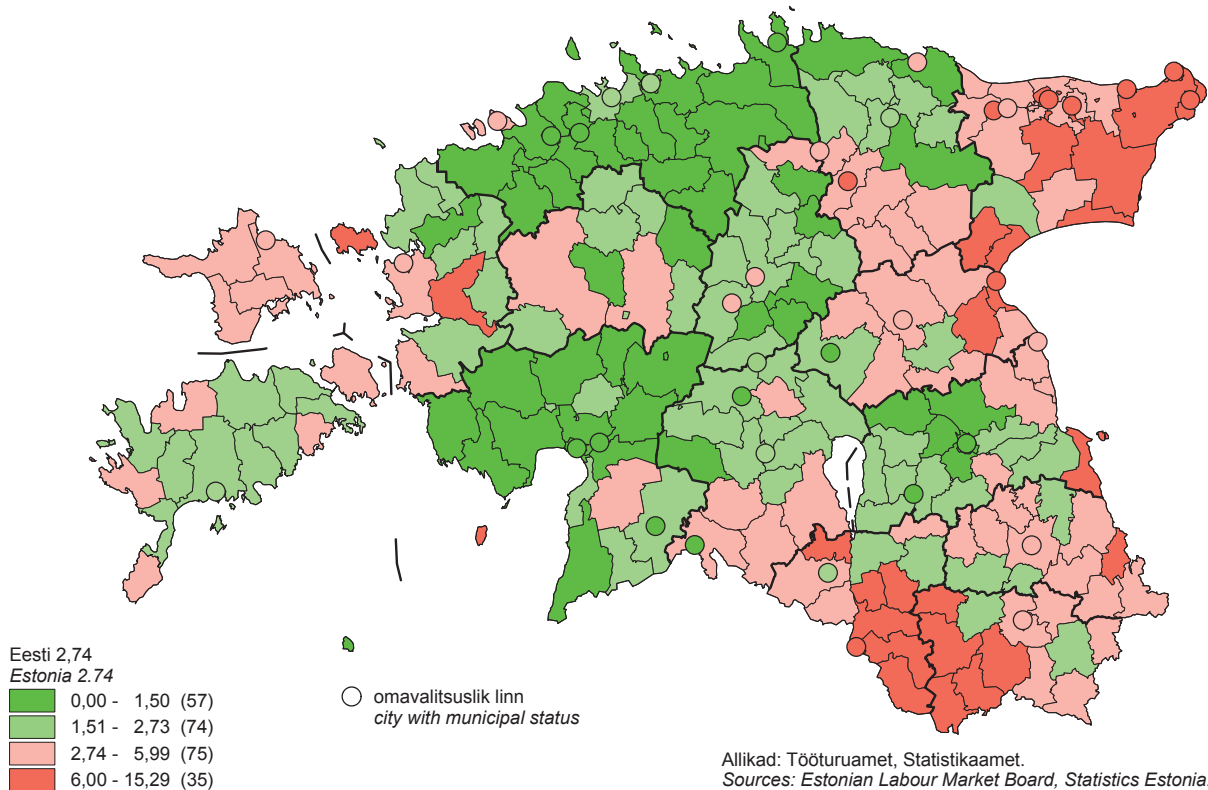 Eesti 2,74
Estonia 2.74
0,00 - 1,50 (57)
1,51 - 2,73 (74)
2,74 - 5,99 (75)
6,00 - 15,29 (35)
omavalitsuslik linn
city with municipal status
Allikad: Tööturuamet, Statistikaamet.
Sources: Estonian Labour Market Board, Statistics Estonia.